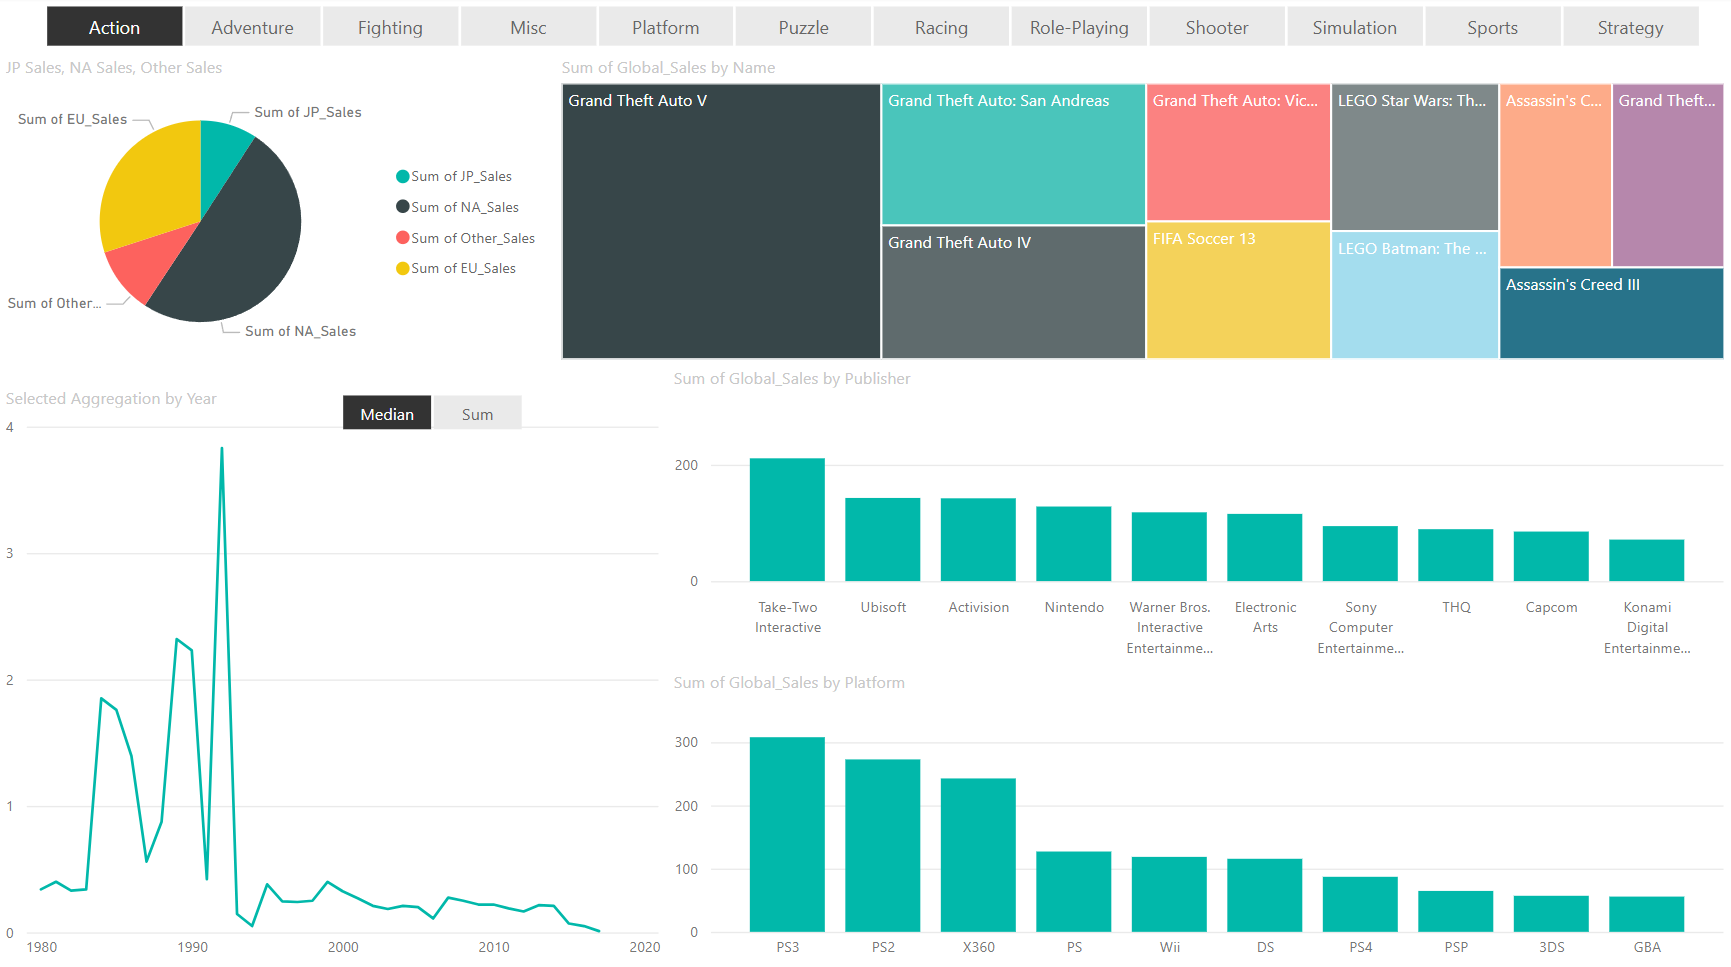 Action Adventure Fighting Misc Platform Puzzle Racing Role-Playing Shooter Simulation Sports Strategy
JP Sales, NA Sales, Other Sales
Sum of EU_Sales
Sum of JP_Sales
Sum of Other...
Sum of NA_Sales
Sum of JP_Sales
Sum of NA_Sales
Sum of Other_Sales
Sum of EU_Sales
Sum of Global_Sales by Name
Grand Theft Auto V
Grand Theft Auto: San Andreas
Grand Theft Auto IV
Grand Theft Auto: Vic...
FIFA Soccer 13
LEGO Star Wars: Th...
LEGO Batman: The ...
Assassin's C...
Grand Theft...
Assassin's Creed III
Selected Aggregation by Year
Median Sum
4
3
2
1
0
1980 1990 2000 2010 2020
Sum of Global_Sales by Publisher
200
0
Take-Two
Interactive
Ubisoft
Activision
Nintendo
Warner Bros.
Interactive
Entertainme...
Electronic
Arts
Sony
Computer
Entertainme...
THQ
Capcom
Konami
Digital
Entertainme...
Sum of Global_Sales by Platform
300
200
100
0
PS3 PS2 X360 PS Wii DS PS4 PSP 3DS GBA